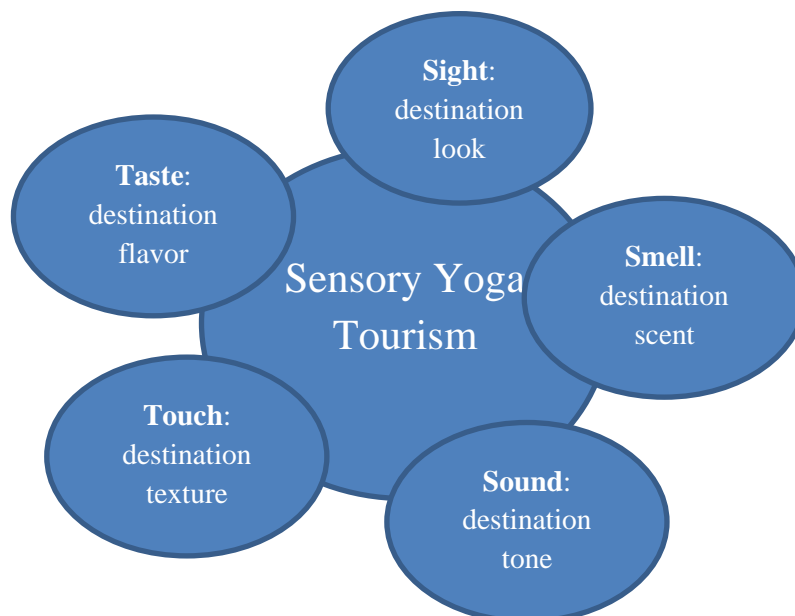 Sight:
destination
look
Taste:
destination
flavor
Sensory Yoga
Tourism
Smell:
destination
scent
Touch:
destination
texture
Sound:
destination
tone